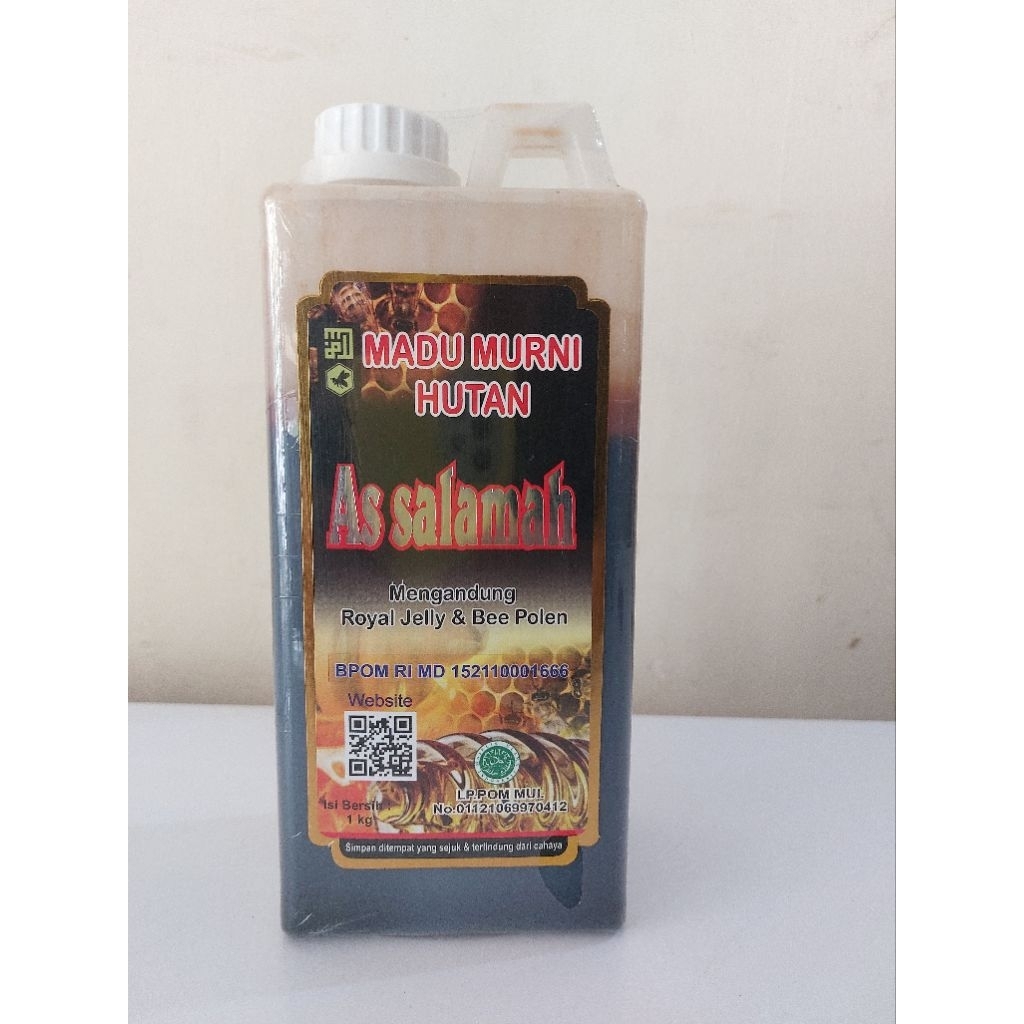 MADU MURNI
HUTAN
As salamah
Mengandung
Royal Jelly & Bee Polen
BPOM RI MD 152110001666
Website
LP.POM MUI.
No.01121069970412
Isi Bersih :
1 kg
Simpan ditempat yang sejuk & terlindung dari cahaya